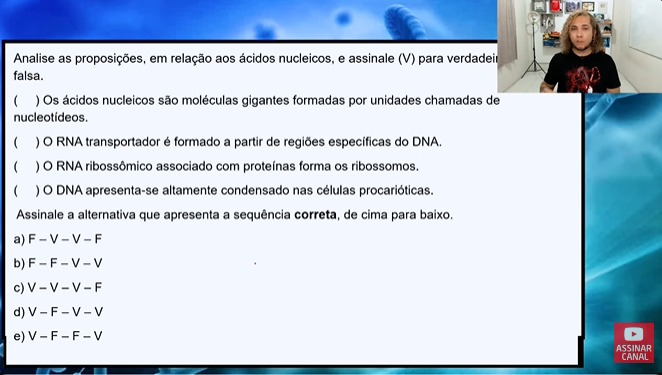 Analise as proposições, em relação aos ácidos nucleicos, e assinale (V) para
falsa.
(    ) Os ácidos nucleicos são moléculas gigantes formadas por unidades chamadas de
nucleotídeos.
(    ) O RNA transportador é formado a partir de regiões específicas do DNA.
(    ) O RNA ribossômico associado com proteínas forma os ribossomos.
(    ) O DNA apresenta-se altamente condensado nas células procarióticas.
Assinale a alternativa que apresenta a sequência correta, de cima para baixo.
a) F – V – V – F
b) F – F – V – V
c) V – V – V – F
d) V – F – V – V
e) V – F – F – V
ASSINAR
CANAL